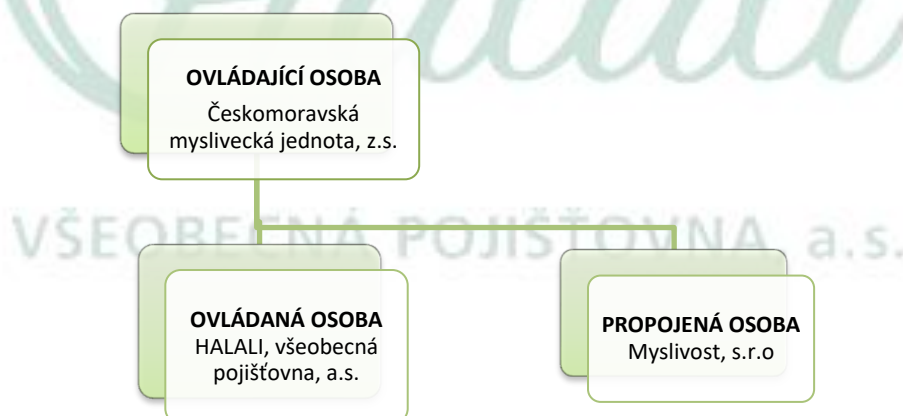 OVLÁDAJÍCÍ OSOBA
Českomoravská
myslivecká jednota, z.s.
VŠEOBECNÁ POJIŠŤOVNA, a.s.
OVLÁDANÁ OSOBA
HALALI, všeobecná
pojišťovna, a.s.
PROPOJENÁ OSOBA
Myslivost, s.r.o